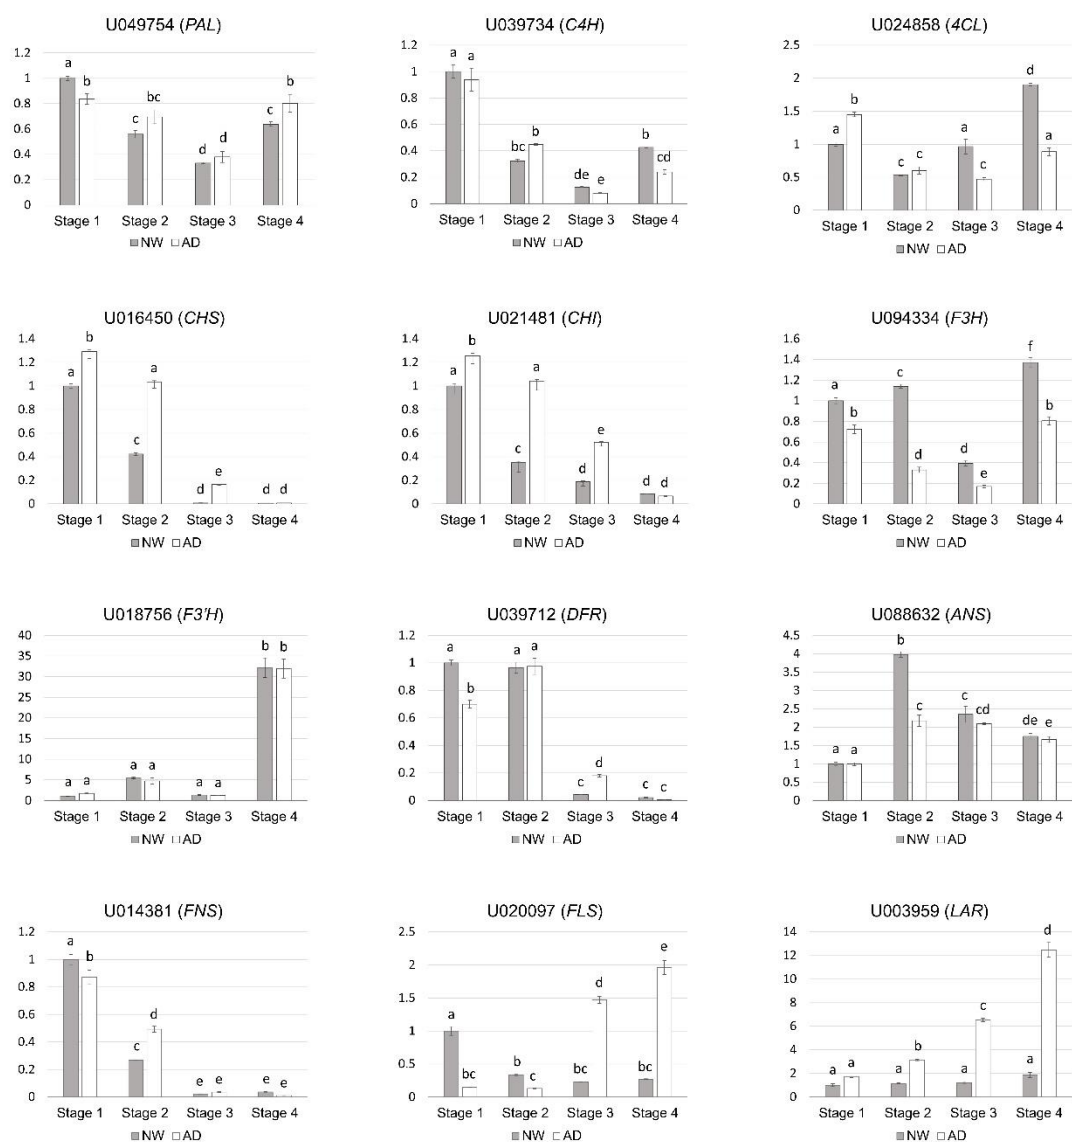 U049754 (PAL)
1.2
1
0.8
0.6
0.4
0.2
0
a
b
c
bc
d
d
c
b
Stage 1 Stage 2 Stage 3 Stage 4
NW AD
U039734 (C4H)
1.2
1
0.8
0.6
0.4
0.2
0
a
a
bc
b
de
e
b
cd
Stage 1 Stage 2 Stage 3 Stage 4
NW AD
U024858 (4CL)
2.5
2
1.5
1
0.5
0
a
b
c
c
a
c
d
a
Stage 1 Stage 2 Stage 3 Stage 4
NW AD
U016450 (CHS)
1.4
1.2
1
0.8
0.6
0.4
0.2
0
a
b
c
a
d
e
d
d
Stage 1 Stage 2 Stage 3 Stage 4
NW AD
U021481 (CHI)
1.4
1.2
1
0.8
0.6
0.4
0.2
0
a
b
c
a
d
e
d
d
Stage 1 Stage 2 Stage 3 Stage 4
NW AD
U094334 (F3H)
1.6
1.4
1.2
1
0.8
0.6
0.4
0.2
0
a
b
c
d
d
e
f
b
Stage 1 Stage 2 Stage 3 Stage 4
NW AD
U018756 (F3'H)
40
35
30
25
20
15
10
5
0
a
a
a
a
a
a
b
b
Stage 1 Stage 2 Stage 3 Stage 4
NW AD
U039712 (DFR)
1.2
1
0.8
0.6
0.4
0.2
0
a
b
a
a
c
d
c
c
Stage 1 Stage 2 Stage 3 Stage 4
NW AD
U088632 (ANS)
4.5
4
3.5
3
2.5
2
1.5
1
0.5
0
a
a
b
c
c
cd
de
e
Stage 1 Stage 2 Stage 3 Stage 4
NW AD
U014381 (FNS)
1.2
1
0.8
0.6
0.4
0.2
0
a
b
c
d
e
e
e
e
Stage 1 Stage 2 Stage 3 Stage 4
NW AD
U020097 (FLS)
2.5
2
1.5
1
0.5
0
a
bc
b
c
bc
d
bc
e
Stage 1 Stage 2 Stage 3 Stage 4
NW AD
U003959 (LAR)
14
12
10
8
6
4
2
0
a
a
a
b
a
c
a
d
Stage 1 Stage 2 Stage 3 Stage 4
NW AD